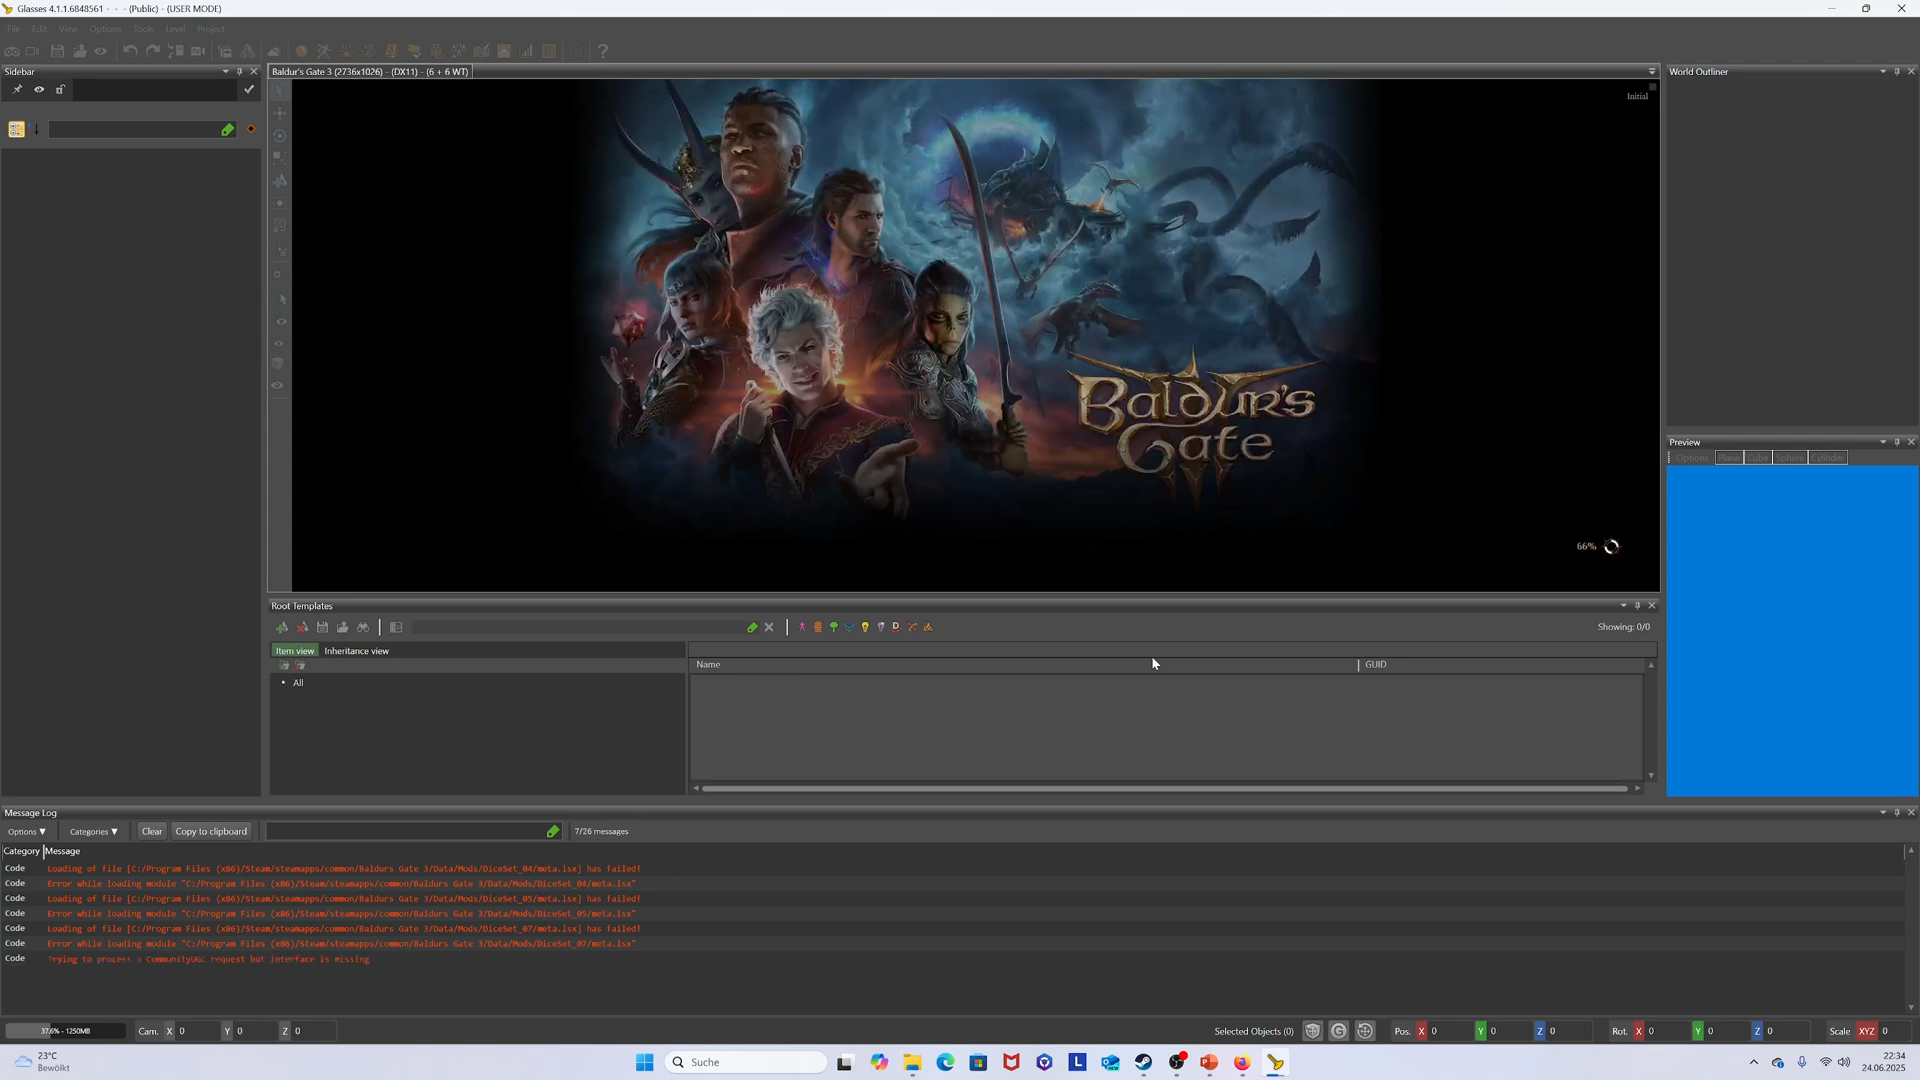 Glasses 4.1.1.6848561 - - - (Public) - (USER MODE)
File Edit View Options Tools Level Project
Sidebar
Baldur's Gate 3 (2736x1026) - (DX11) - (6 + 6 WT)
World Outliner
Initial
Baldur's
Gate
66%
Preview
Options Plane Cube Sphere Cylinder
Root Templates
Showing: 0/0
Item view Inheritance view
Name GUID
All
Message Log
Options Categories Clear Copy to clipboard 7/26 messages
Category Message
Code Loading of file [C:/Program Files (x86)/Steam/steamapps/common/Baldurs Gate 3/Data/Mods/DiceSet_04/meta.lsx] has failed!
Code Error while loading module "C:/Program Files (x86)/Steam/steamapps/common/Baldurs Gate 3/Data/Mods/DiceSet_04/meta.lsx"
Code Loading of file [C:/Program Files (x86)/Steam/steamapps/common/Baldurs Gate 3/Data/Mods/DiceSet_05/meta.lsx] has failed!
Code Error while loading module "C:/Program Files (x86)/Steam/steamapps/common/Baldurs Gate 3/Data/Mods/DiceSet_05/meta.lsx"
Code Loading of file [C:/Program Files (x86)/Steam/steamapps/common/Baldurs Gate 3/Data/Mods/DiceSet_07/meta.lsx] has failed!
Code Error while loading module "C:/Program Files (x86)/Steam/steamapps/common/Baldurs Gate 3/Data/Mods/DiceSet_07/meta.lsx"
Code Trying to process a CommunityUGC request but interface is missing
37.6% - 1250MB Cam. X 0 Y 0 Z 0 Selected Objects (0) Pos. X 0 Y 0 Z 0 Rot. X 0 Y 0 Z 0 Scale XYZ 0
23°C
Bewölkt
Suche
22:34
24.06.2025